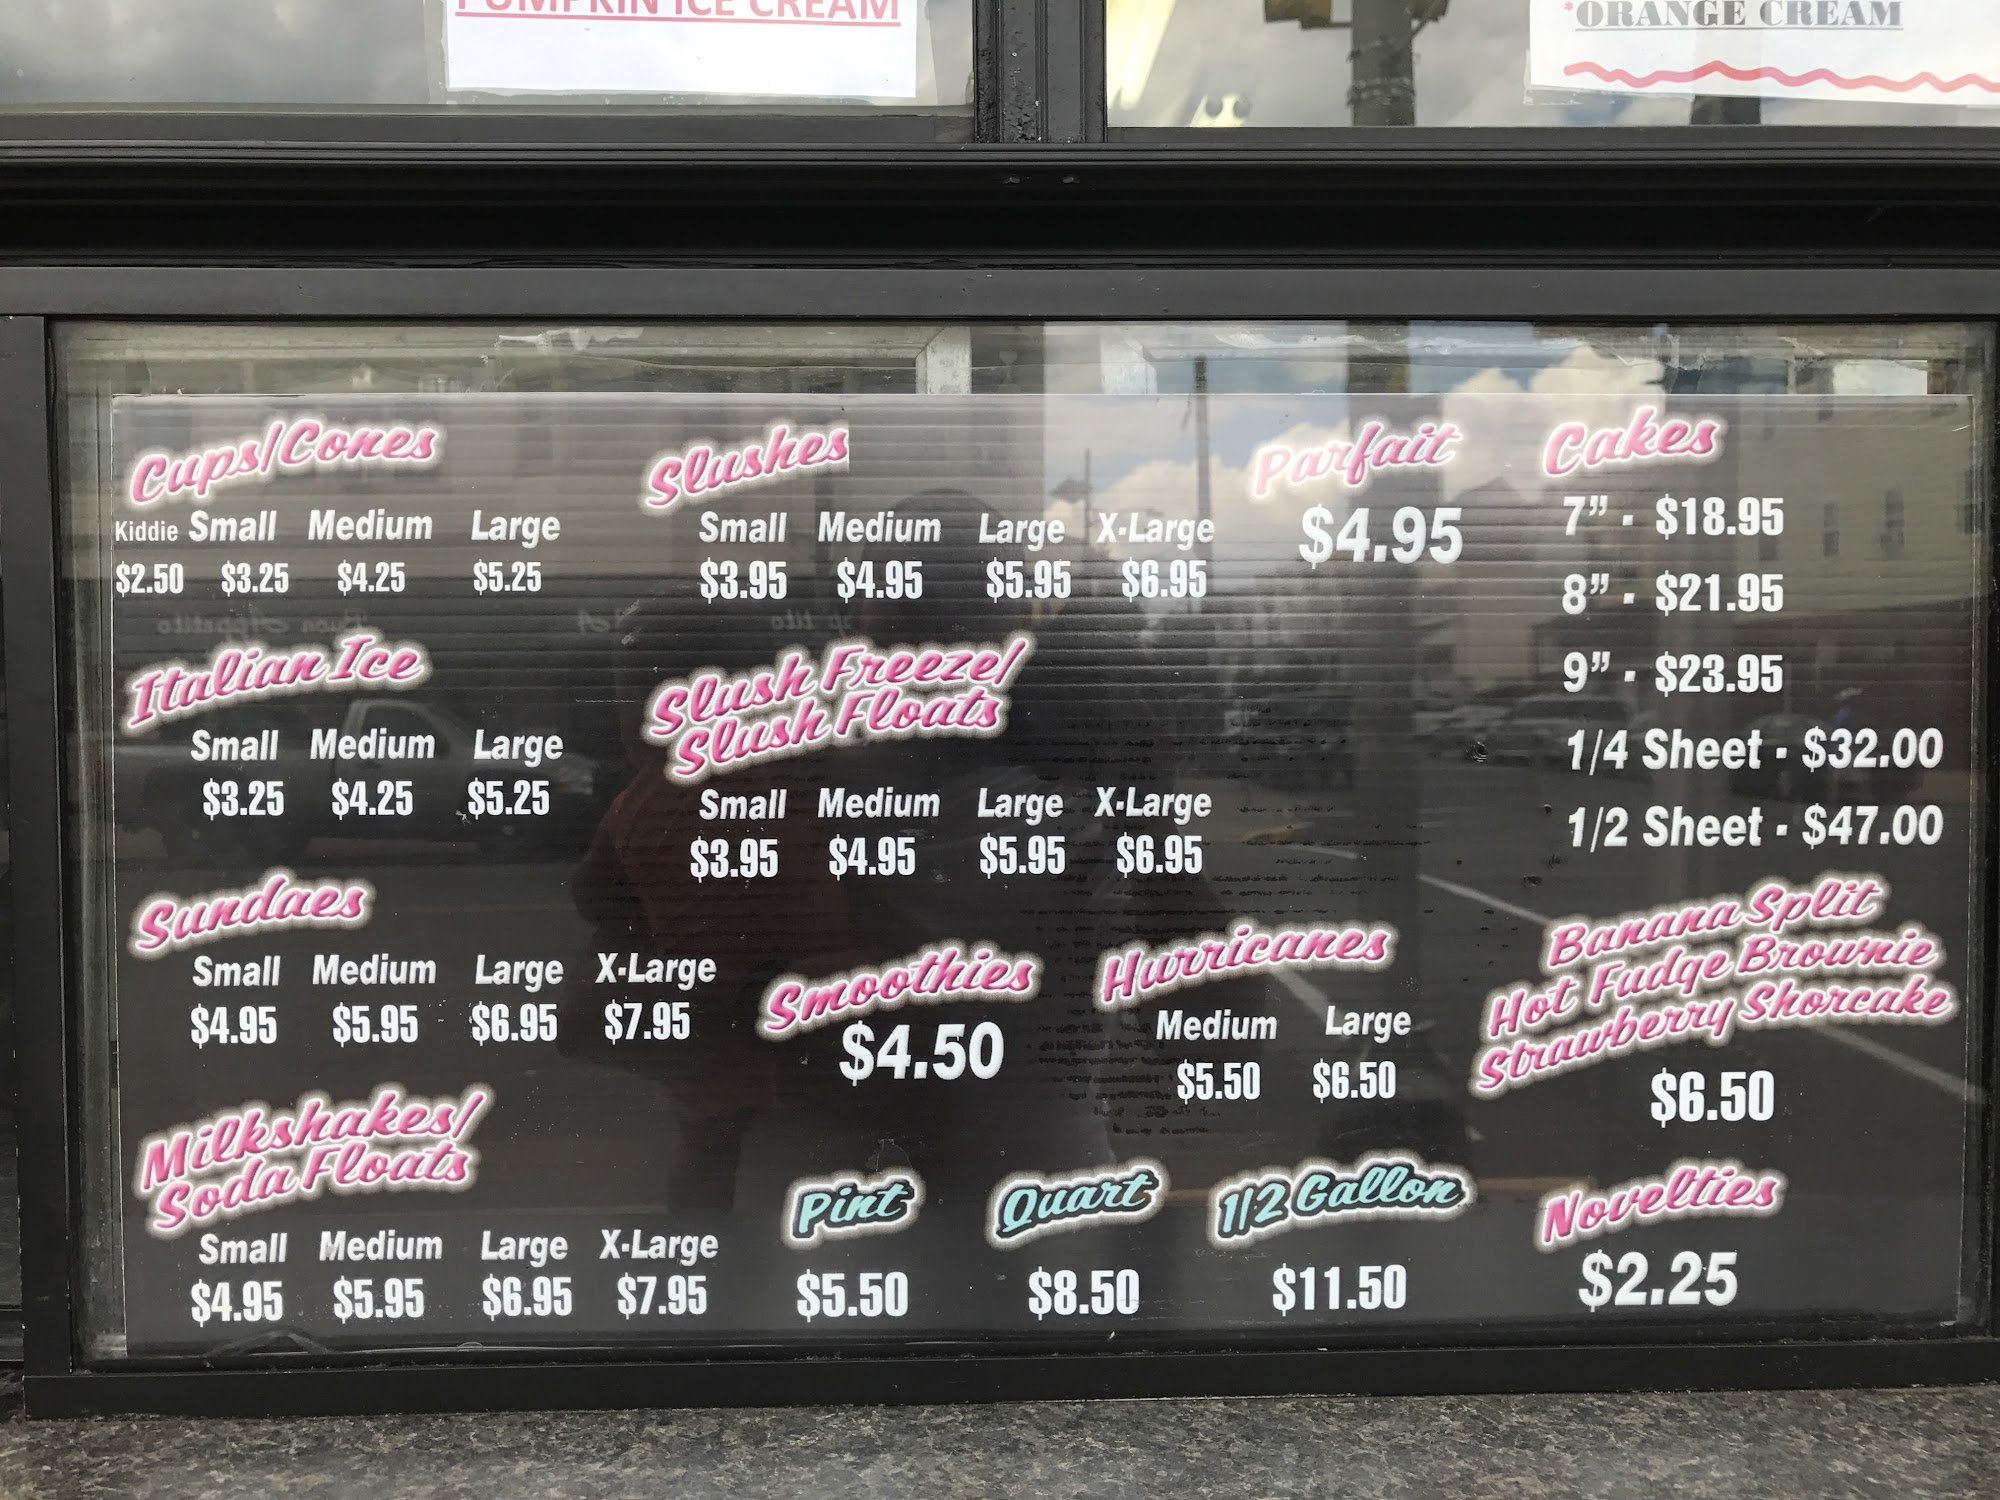 PUMPKIN ICE CREAM
*ORANGE CREAM
Cups/Cones
Kiddie Small Medium Large
$2.50 $3.25 $4.25 $5.25
Italian Ice
Small Medium Large
$3.25 $4.25 $5.25
Sundaes
Small Medium Large X-Large
$4.95 $5.95 $6.95 $7.95
Milkshakes/
Soda Floats
Small Medium Large X-Large
$4.95 $5.95 $6.95 $7.95
Slushes
Small Medium Large X-Large
$3.95 $4.95 $5.95 $6.95
Slush Freeze/
Slush Floats
Small Medium Large X-Large
$3.95 $4.95 $5.95 $6.95
Smoothies
$4.50
Hurricanes
Medium Large
$5.50 $6.50
Pint Quart 1/2 Gallon
$5.50 $8.50 $11.50
Parfait
$4.95
Cakes
7" - $18.95
8" - $21.95
9" - $23.95
1/4 Sheet - $32.00
1/2 Sheet - $47.00
Banana Split
Hot Fudge Brownie
Strawberry Shorcake
$6.50
Novelties
$2.25